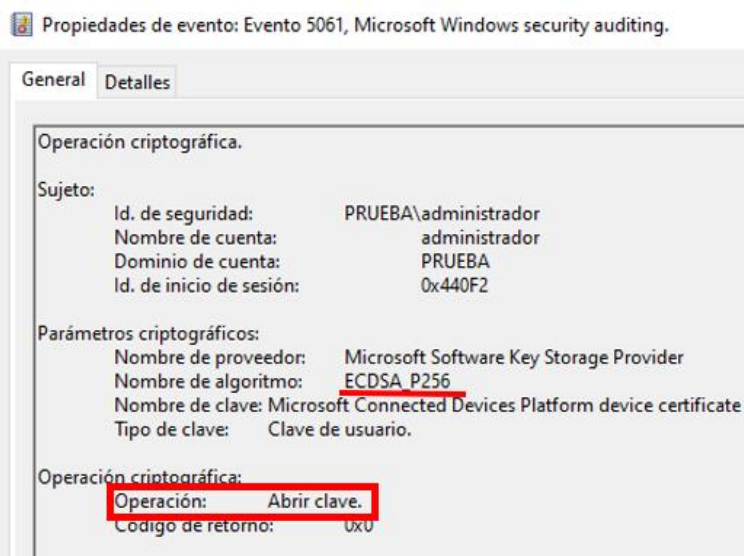 Propiedades de evento: Evento 5061, Microsoft Windows security auditing.
General Detalles
Operación criptográfica.
Sujeto:
Id. de seguridad: PRUEBA\administrador
Nombre de cuenta: administrador
Dominio de cuenta: PRUEBA
Id. de inicio de sesión: 0x440F2
Parámetros criptográficos:
Nombre de proveedor: Microsoft Software Key Storage Provider
Nombre de algoritmo: ECDSA_P256
Nombre de clave: Microsoft Connected Devices Platform device certificate
Tipo de clave: Clave de usuario.
Operación criptográfica:
Operación: Abrir clave.
Código de retorno: 0x0